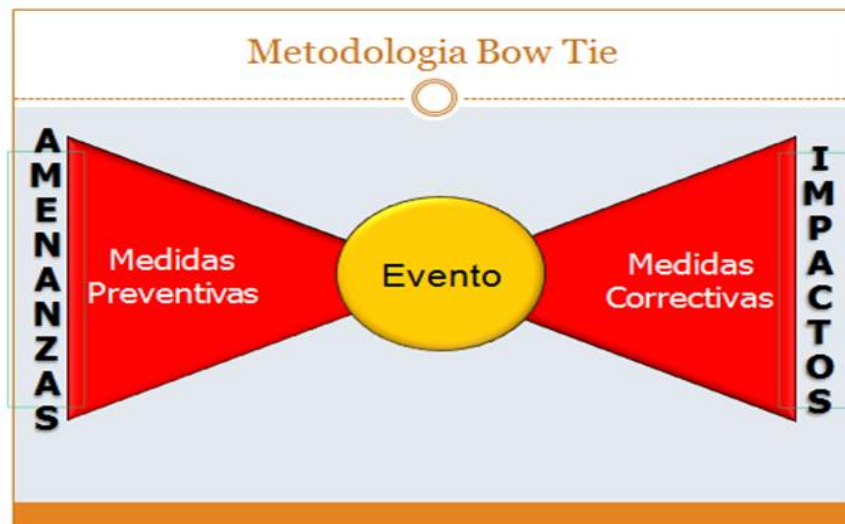 Metodologia Bow Tie
AMENANZAS
Medidas
Preventivas
Evento
Medidas
Correctivas
IMPACTOS